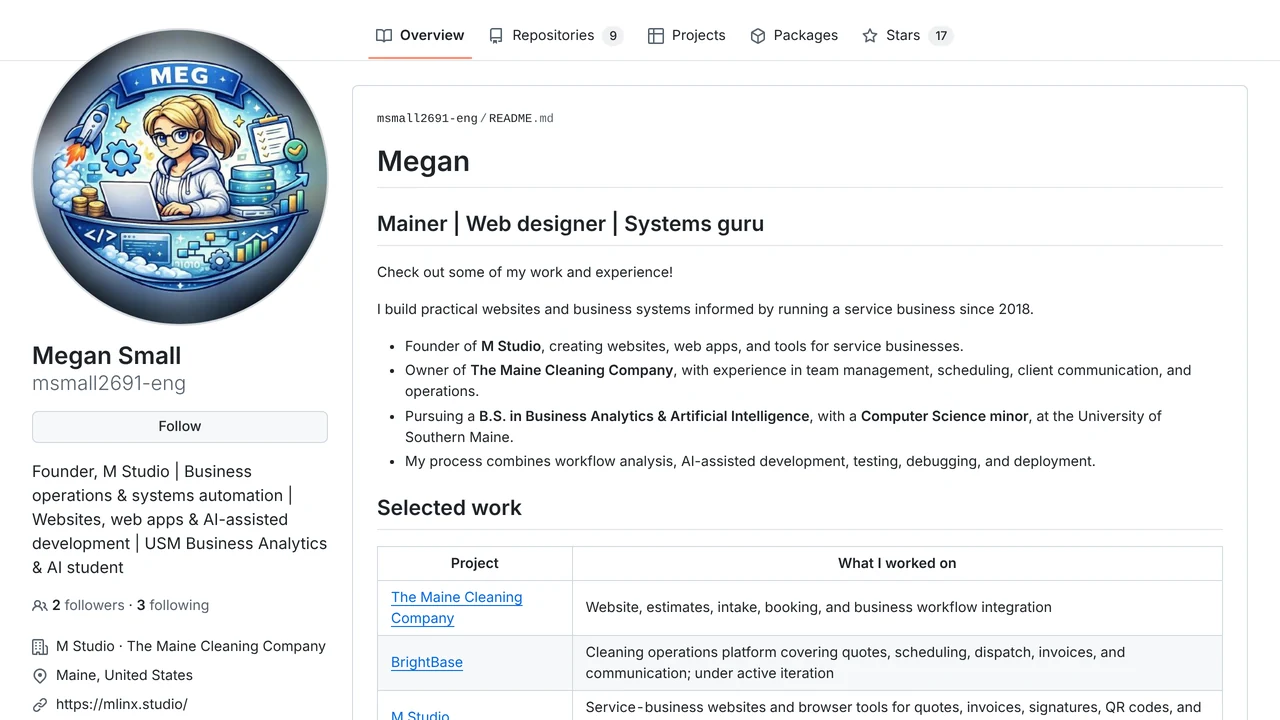 Overview
Repositories 9
Projects
Packages
Stars 17
MEG
</>
Megan Small
msmall2691-eng
Follow
Founder, M Studio | Business
operations & systems automation |
Websites, web apps & AI-assisted
development | USM Business Analytics
& AI student
2 followers · 3 following
M Studio · The Maine Cleaning Company
Maine, United States
https://mlinx.studio/
msmall2691-eng/README.md
Megan
Mainer | Web designer | Systems guru
Check out some of my work and experience!
I build practical websites and business systems informed by running a service business since 2018.
Founder of M Studio, creating websites, web apps, and tools for service businesses.
Owner of The Maine Cleaning Company, with experience in team management, scheduling, client communication, and
operations.
Pursuing a B.S. in Business Analytics & Artificial Intelligence, with a Computer Science minor, at the University of
Southern Maine.
My process combines workflow analysis, AI-assisted development, testing, debugging, and deployment.
Selected work
Project What I worked on
The Maine Cleaning
Company
Website, estimates, intake, booking, and business workflow integration
BrightBase
Cleaning operations platform covering quotes, scheduling, dispatch, invoices, and
communication; under active iteration
M Studio
Service-business websites and browser tools for quotes, invoices, signatures, QR codes, and